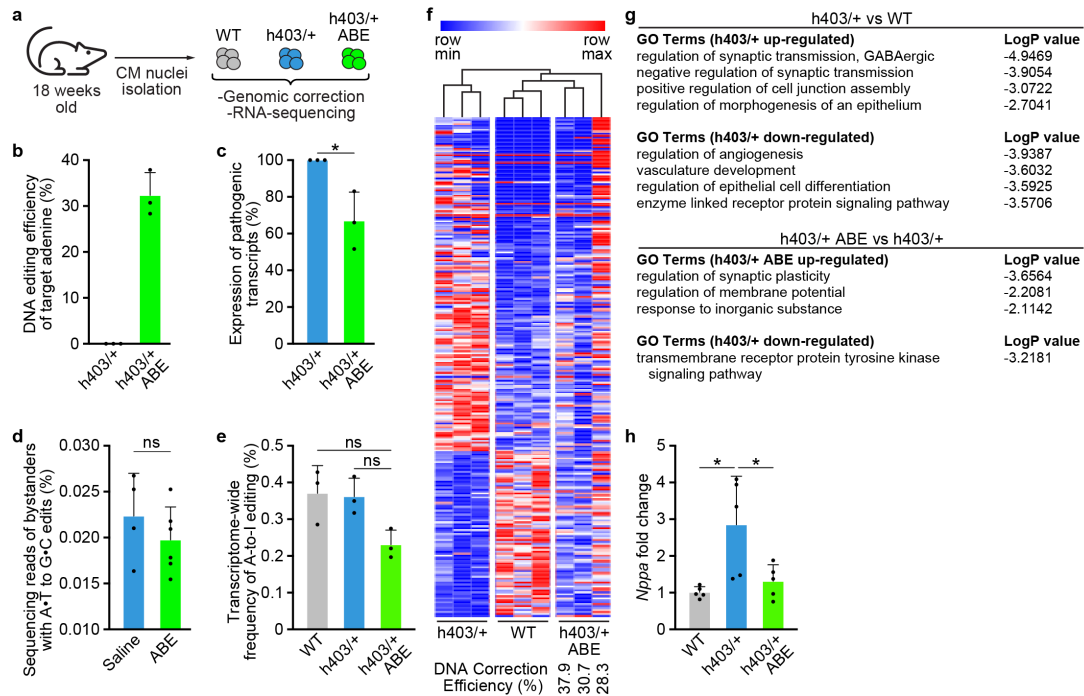 a
18 weeks
old
CM nuclei
isolation
WT
h403/+
h403/+
ABE
-Genomic correction
-RNA-sequencing
b
DNA editing efficiency
of target adenine (%)
40
30
20
10
0
h403/+
h403/+
ABE
c
Expression of pathogenic
transcripts (%)
100
80
60
40
20
0
*
h403/+
h403/+
ABE
d
Sequencing reads of bystanders
with A•T to G•C edits (%)
0.030
0.025
0.020
0.015
0.010
ns
Saline
ABE
e
Transcriptome-wide
frequency of A-to-I editing (%)
0.5
0.4
0.3
0.2
0.1
0
ns
ns
WT
h403/+
h403/+
ABE
f
row
min
row
max
h403/+
WT
h403/+
ABE
DNA Correction
Efficiency (%)
37.9
30.7
28.3
g
h403/+ vs WT
GO Terms (h403/+ up-regulated) LogP value
regulation of synaptic transmission, GABAergic -4.9469
negative regulation of synaptic transmission -3.9054
positive regulation of cell junction assembly -3.0722
regulation of morphogenesis of an epithelium -2.7041
GO Terms (h403/+ down-regulated) LogP value
regulation of angiogenesis -3.9387
vasculature development -3.6032
regulation of epithelial cell differentiation -3.5925
enzyme linked receptor protein signaling pathway -3.5706
h403/+ ABE vs h403/+
GO Terms (h403/+ ABE up-regulated) LogP value
regulation of synaptic plasticity -3.6564
regulation of membrane potential -2.2081
response to inorganic substance -2.1142
GO Terms (h403/+ down-regulated) LogP value
transmembrane receptor protein tyrosine kinase -3.2181
signaling pathway
h
Nppa fold change
5
4
3
2
1
0
*
*
WT
h403/+
h403/+
ABE